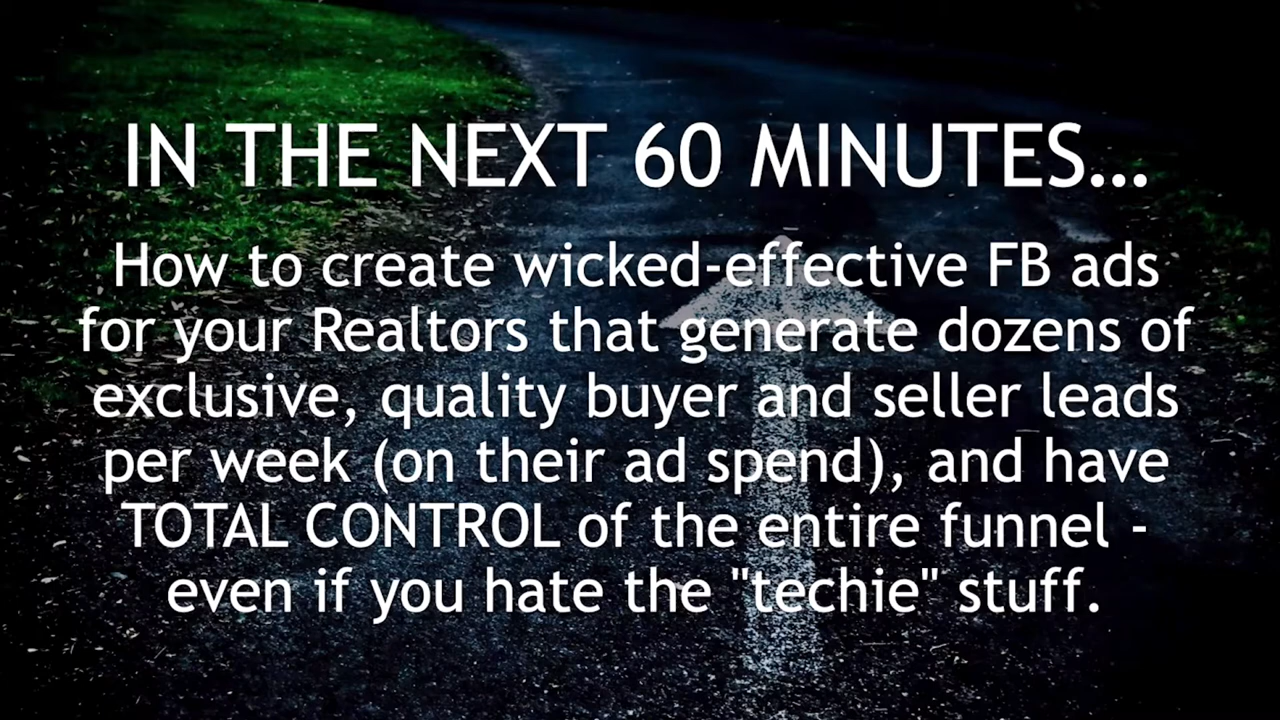 IN THE NEXT 60 MINUTES...
How to create wicked-effective FB ads
for your Realtors that generate dozens of
exclusive, quality buyer and seller leads
per week (on their ad spend), and have
TOTAL CONTROL of the entire funnel -
even if you hate the "techie" stuff.